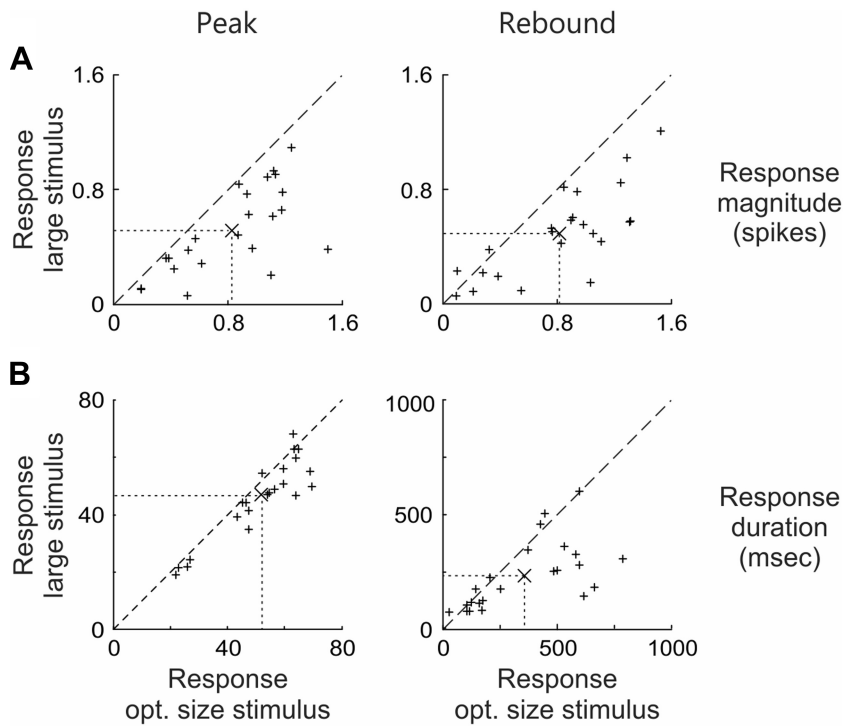 Peak
Rebound
A
1.6
0.8
0
0
0.8
1.6
Response
large stimulus
1.6
0.8
0
0
0.8
1.6
Response
magnitude
(spikes)
B
80
40
0
0
40
80
Response
large stimulus
Response
opt. size stimulus
1000
500
0
0
500
1000
Response
opt. size stimulus
Response
duration
(msec)